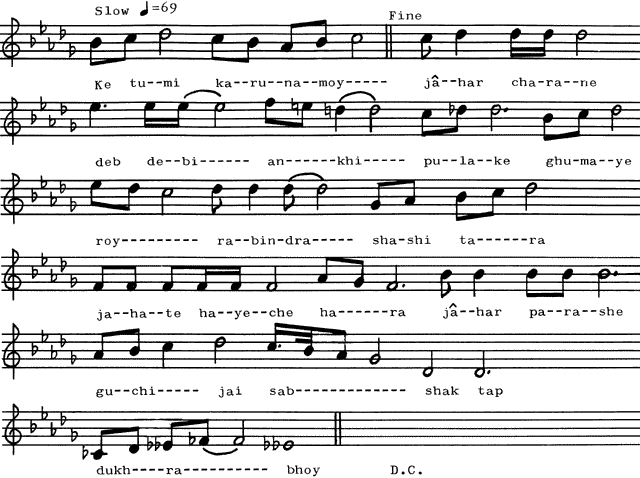 Slow ♩=69
Fine
Ke tu--mi ka--ru--na--moy----- jâ--har cha--ra--ne
deb de--bi------ an----khi----- pu--la--ke ghu-ma--ye
roy--------- ra--bin-dra----- sha-shi ta------ra
ja--ha--te ha--ye--che ha------ra jâ--har pa--ra--she
gu--chi----- jai sab-------------- shak tap
dukh---ra----------- bhoy D.C.